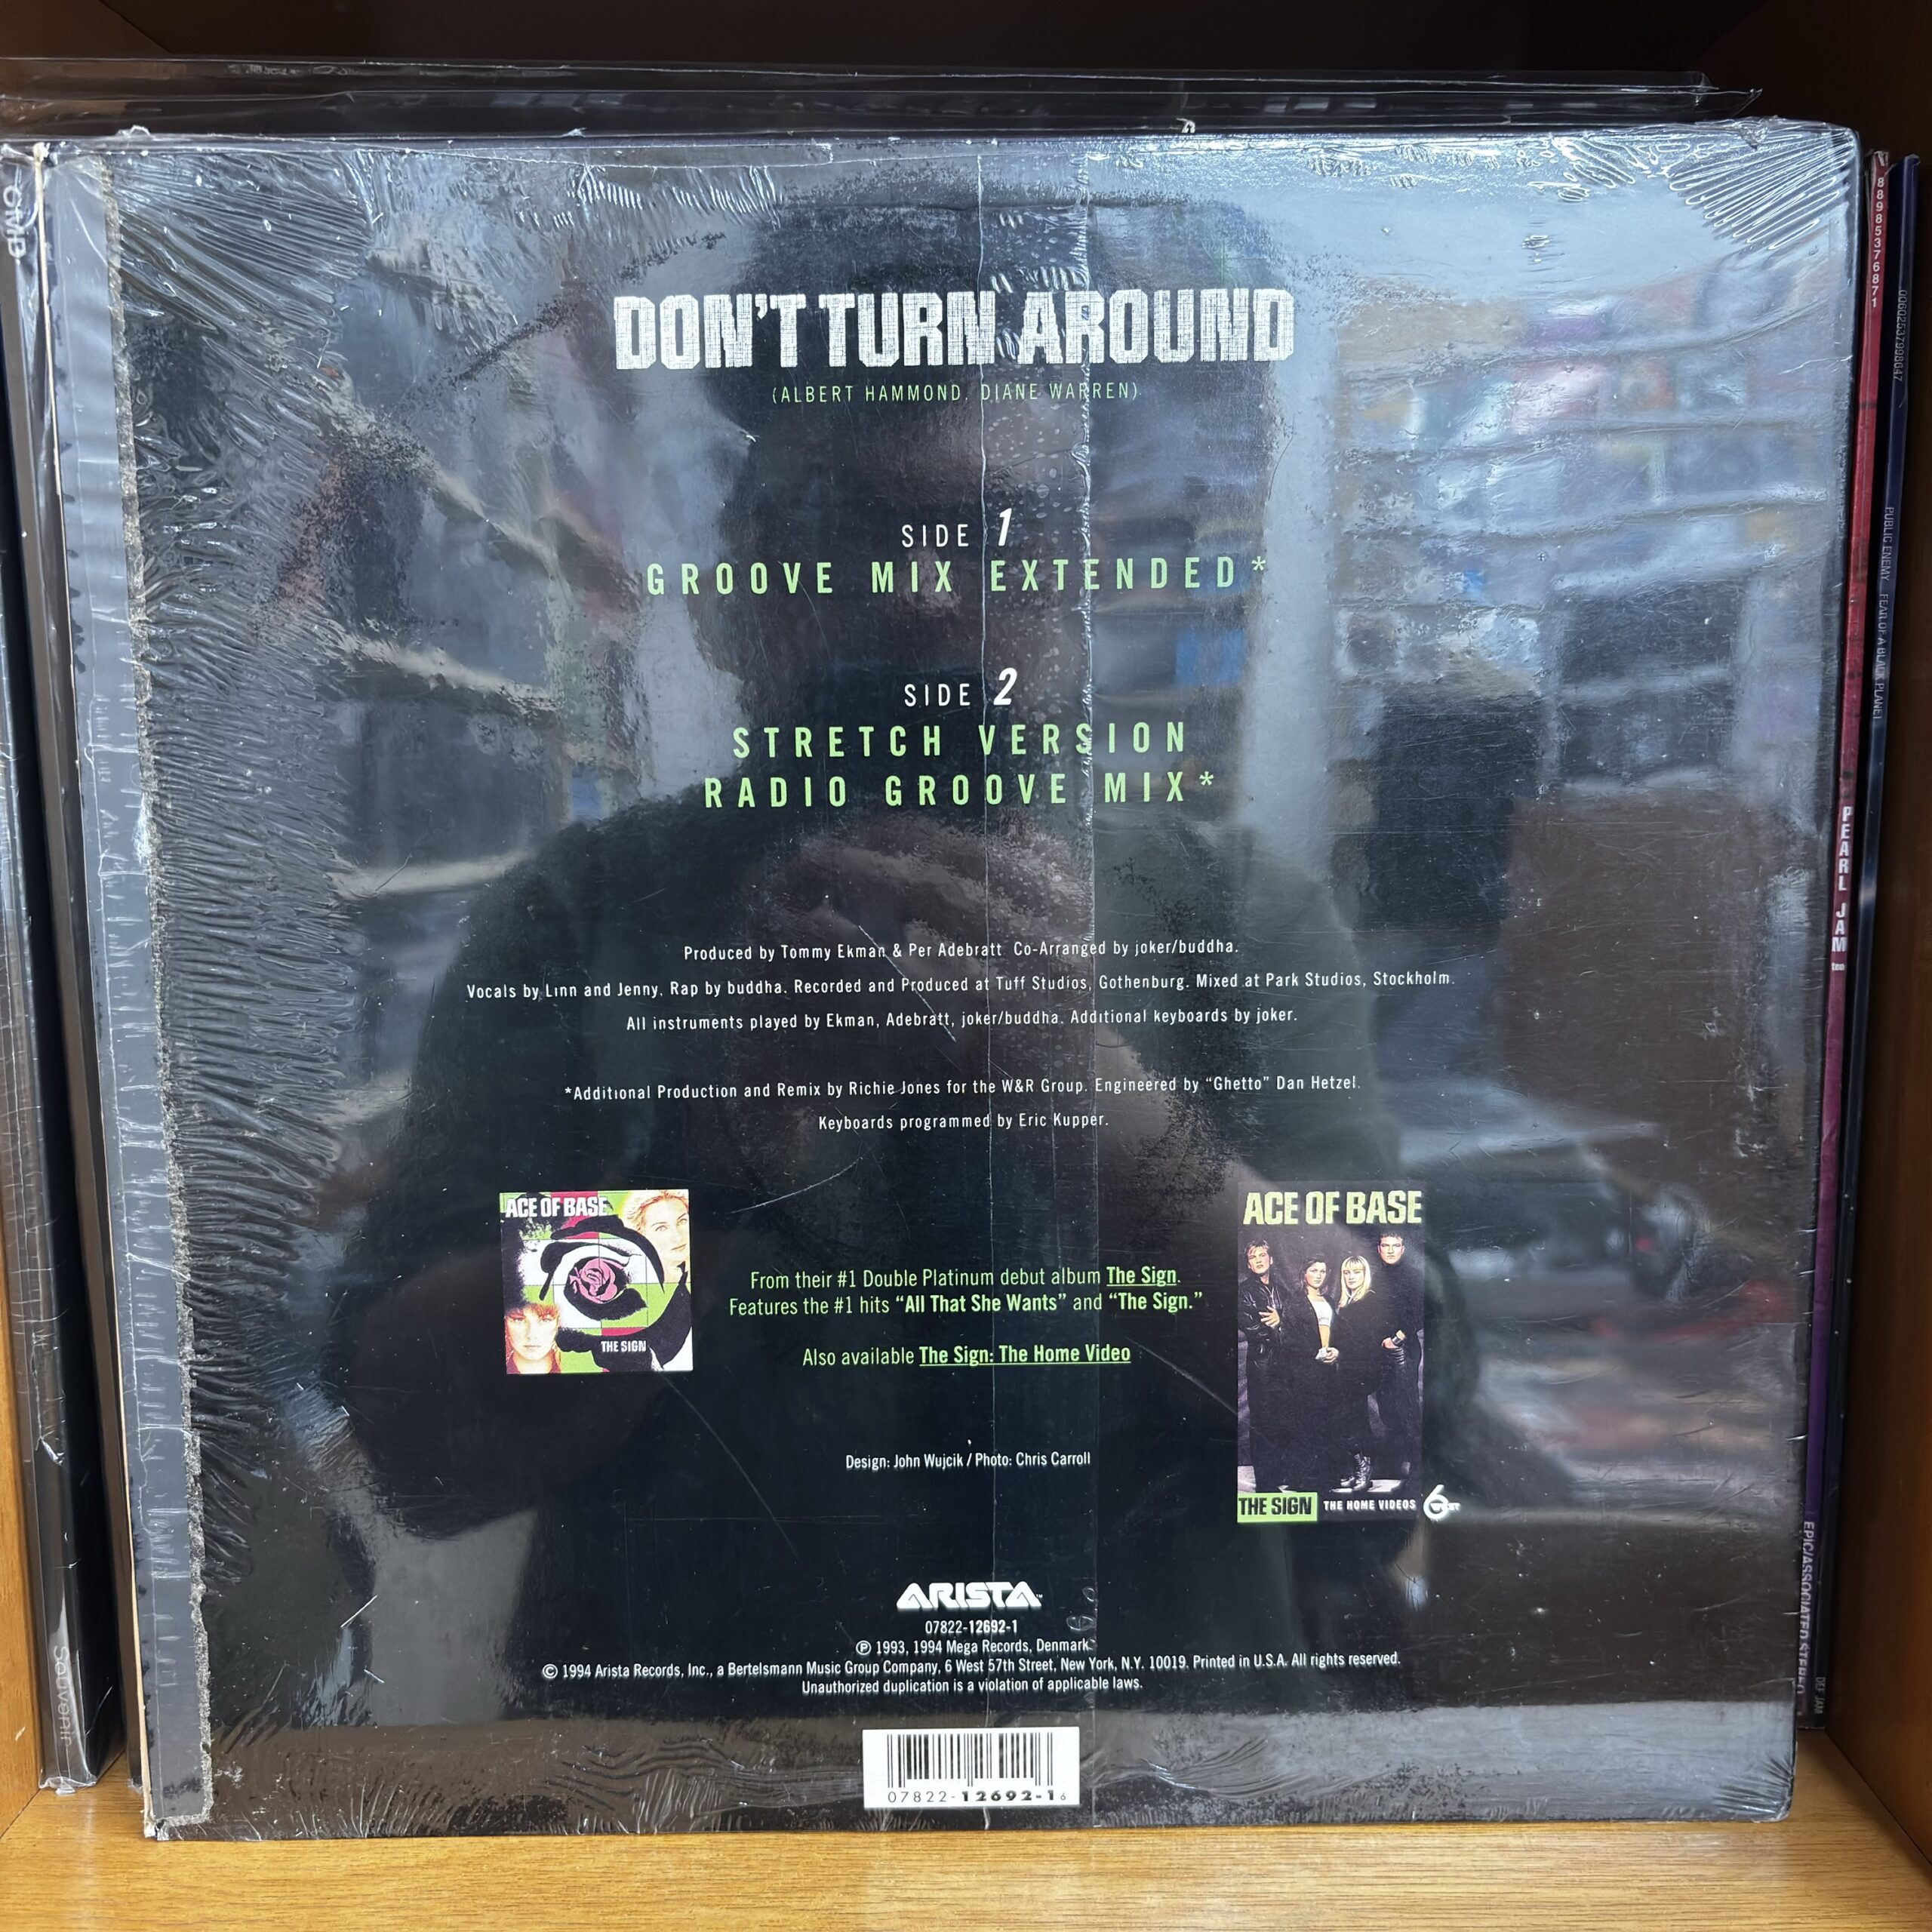 DON'T TURN AROUND
(ALBERT HAMMOND, DIANE WARREN)
SIDE 1
GROOVE MIX EXTENDED*
SIDE 2
STRETCH VERSION
RADIO GROOVE MIX*
Produced by Tommy Ekman & Per Adebratt Co-Arranged by joker/buddha.
Vocals by Linn and Jenny. Rap by buddha. Recorded and Produced at Tuff Studios, Gothenburg. Mixed at Park Studios, Stockholm.
All instruments played by Ekman, Adebratt, joker/buddha. Additional keyboards by joker.
*Additional Production and Remix by Richie Jones for the W&R Group. Engineered by “Ghetto” Dan Hetzel.
Keyboards programmed by Eric Kupper.
ACE OF BASE
THE SIGN
From their #1 Double Platinum debut album The Sign.
Features the #1 hits “All That She Wants” and “The Sign.”
Also available The Sign: The Home Video
ACE OF BASE
THE SIGN THE HOME VIDEOS 6
Design: John Wujcik / Photo: Chris Carroll
ARISTA™
07822-12692-1
℗ 1993, 1994 Mega Records, Denmark
© 1994 Arista Records, Inc., a Bertelsmann Music Group Company, 6 West 57th Street, New York, N.Y. 10019. Printed in U.S.A. All rights reserved.
Unauthorized duplication is a violation of applicable laws.
07822-12692-1 6
Souvenir
88985376871
PEARL JAM
ten
EPIC/ASSOCIATED
PUBLIC ENEMY FEAR OF A BLACK PLANET
DEF JAM